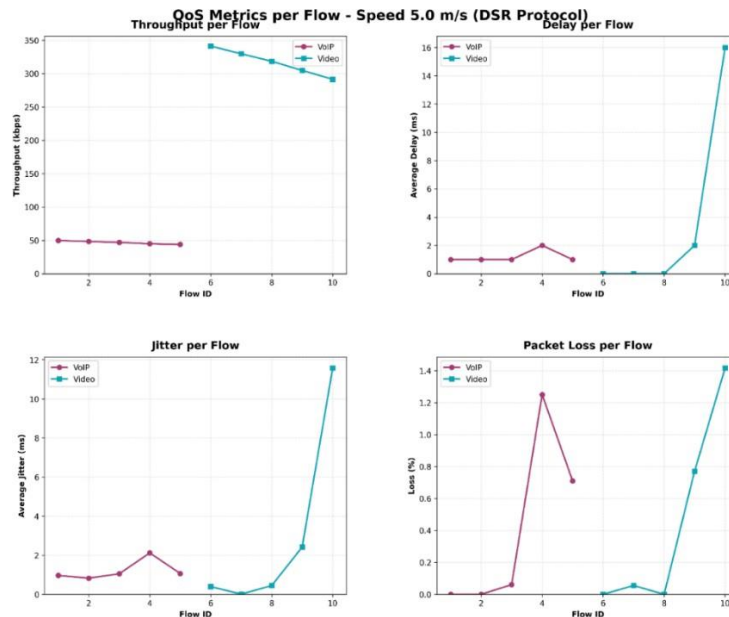 QoS Metrics per Flow - Speed 5.0 m/s (DSR Protocol)
Throughput per Flow
350
300
250
200
150
100
50
0
Throughput (kbps)
VoIP
Video
2 4 6 8 10
Flow ID
Delay per Flow
16
14
12
10
8
6
4
2
0
Average Delay (ms)
VoIP
Video
2 4 6 8 10
Flow ID
Jitter per Flow
12
10
8
6
4
2
0
Average Jitter (ms)
VoIP
Video
2 4 6 8 10
Flow ID
Packet Loss per Flow
1.4
1.2
1.0
0.8
0.6
0.4
0.2
0.0
Loss (%)
VoIP
Video
2 4 6 8 10
Flow ID